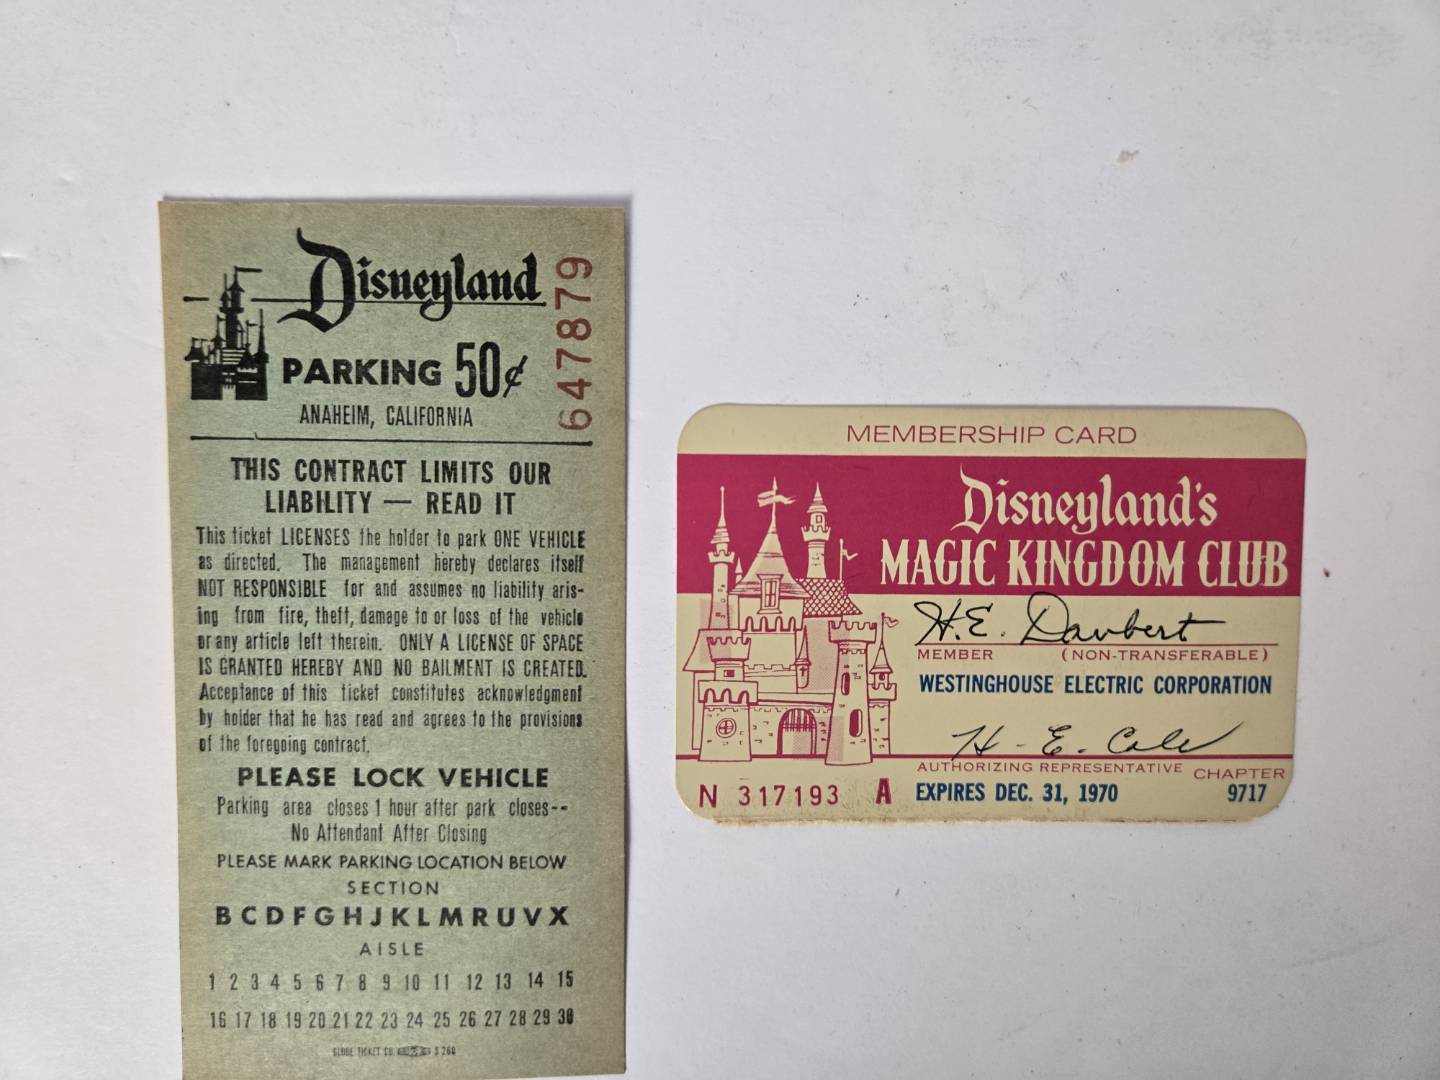 Disneyland
PARKING 50¢
ANAHEIM, CALIFORNIA
647879
THIS CONTRACT LIMITS OUR
LIABILITY — READ IT
This ticket LICENSES the holder to park ONE VEHICLE
as directed. The management hereby declares itself
NOT RESPONSIBLE for and assumes no liability aris-
ing from fire, theft, damage to or loss of the vehicle
or any article left therein. ONLY A LICENSE OF SPACE
IS GRANTED HEREBY AND NO BAILMENT IS CREATED.
Acceptance of this ticket constitutes acknowledgment
by holder that he has read and agrees to the provisions
of the foregoing contract.
PLEASE LOCK VEHICLE
Parking area closes 1 hour after park closes--
No Attendant After Closing
PLEASE MARK PARKING LOCATION BELOW
SECTION
B C D F G H J K L M R U V X
AISLE
1 2 3 4 5 6 7 8 9 10 11 12 13 14 15
16 17 18 19 20 21 22 23 24 25 26 27 28 29 30
GLOBE TICKET CO.
MEMBERSHIP CARD
Disneyland's
MAGIC KINGDOM CLUB
H.E. Daubert
MEMBER (NON-TRANSFERABLE)
WESTINGHOUSE ELECTRIC CORPORATION
H. E. Cole
AUTHORIZING REPRESENTATIVE CHAPTER
N 317193 A EXPIRES DEC. 31, 1970 9717